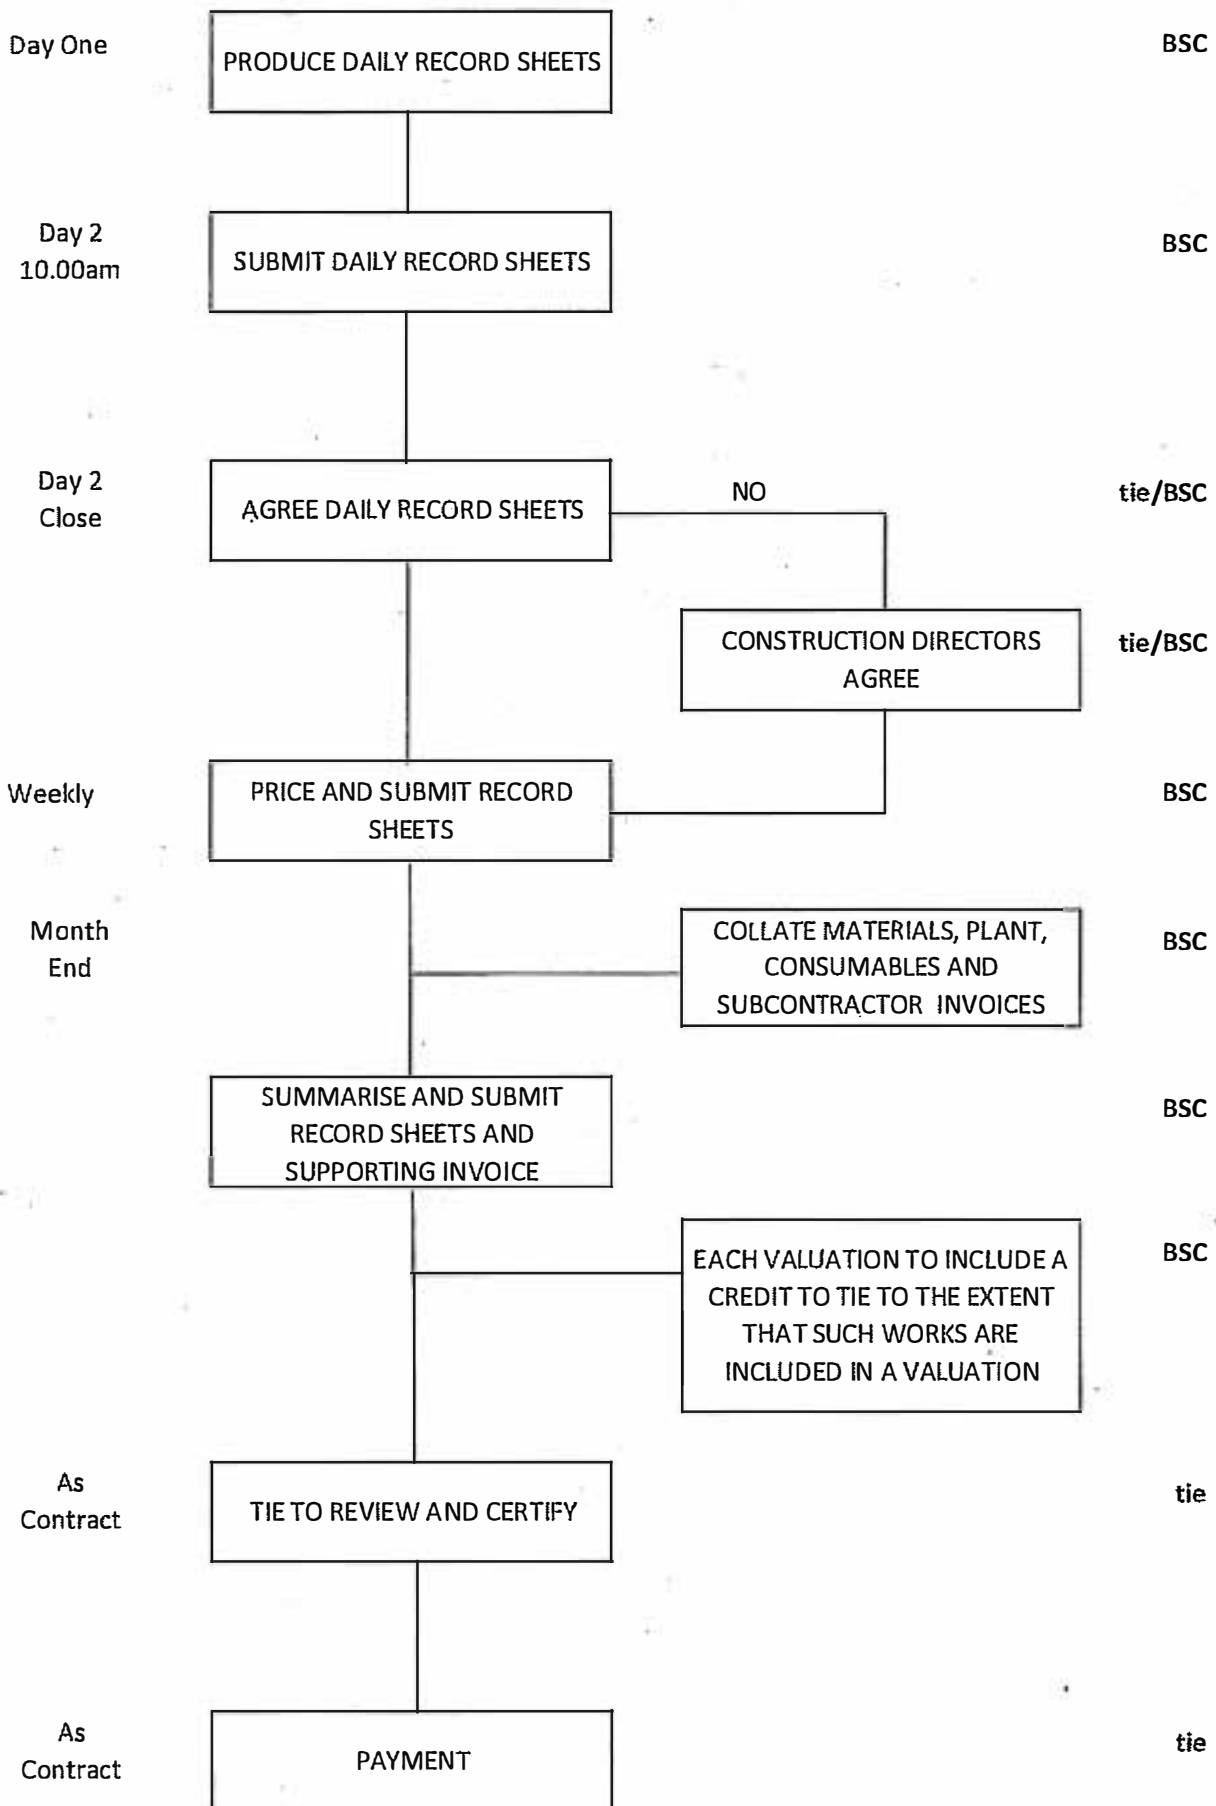 Day One
PRODUCE DAILY RECORD SHEETS
BSC
Day 2
10.00am
SUBMIT DAILY RECORD SHEETS
BSC
Day 2
Close
AGREE DAILY RECORD SHEETS
NO
tie/BSC
CONSTRUCTION DIRECTORS
AGREE
tie/BSC
Weekly
PRICE AND SUBMIT RECORD
SHEETS
BSC
Month
End
COLLATE MATERIALS, PLANT,
CONSUMABLES AND
SUBCONTRACTOR INVOICES
BSC
SUMMARISE AND SUBMIT
RECORD SHEETS AND
SUPPORTING INVOICE
BSC
EACH VALUATION TO INCLUDE A
CREDIT TO TIE TO THE EXTENT
THAT SUCH WORKS ARE
INCLUDED IN A VALUATION
BSC
As
Contract
TIE TO REVIEW AND CERTIFY
tie
As
Contract
PAYMENT
tie